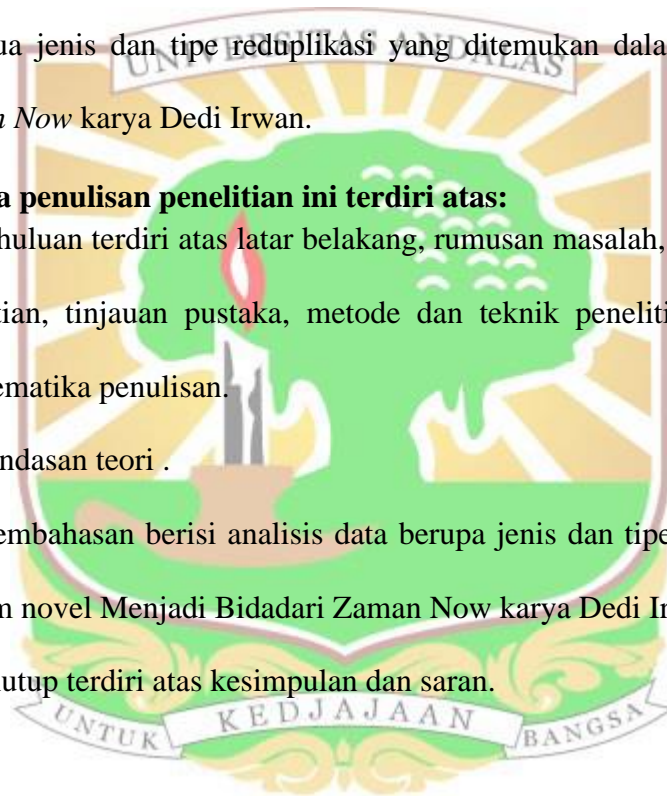 ua jenis dan tipe reduplikasi yang ditemukan dala
UNIVERSITAS ANDALAS
n Now karya Dedi Irwan.
a penulisan penelitian ini terdiri atas:
huluan terdiri atas latar belakang, rumusan masalah,
tian, tinjauan pustaka, metode dan teknik peneliti
ematika penulisan.
ndasan teori .
embahasan berisi analisis data berupa jenis dan tipe
m novel Menjadi Bidadari Zaman Now karya Dedi Ir
utup terdiri atas kesimpulan dan saran.
UNTUK KEDJAJAAN BANGSA